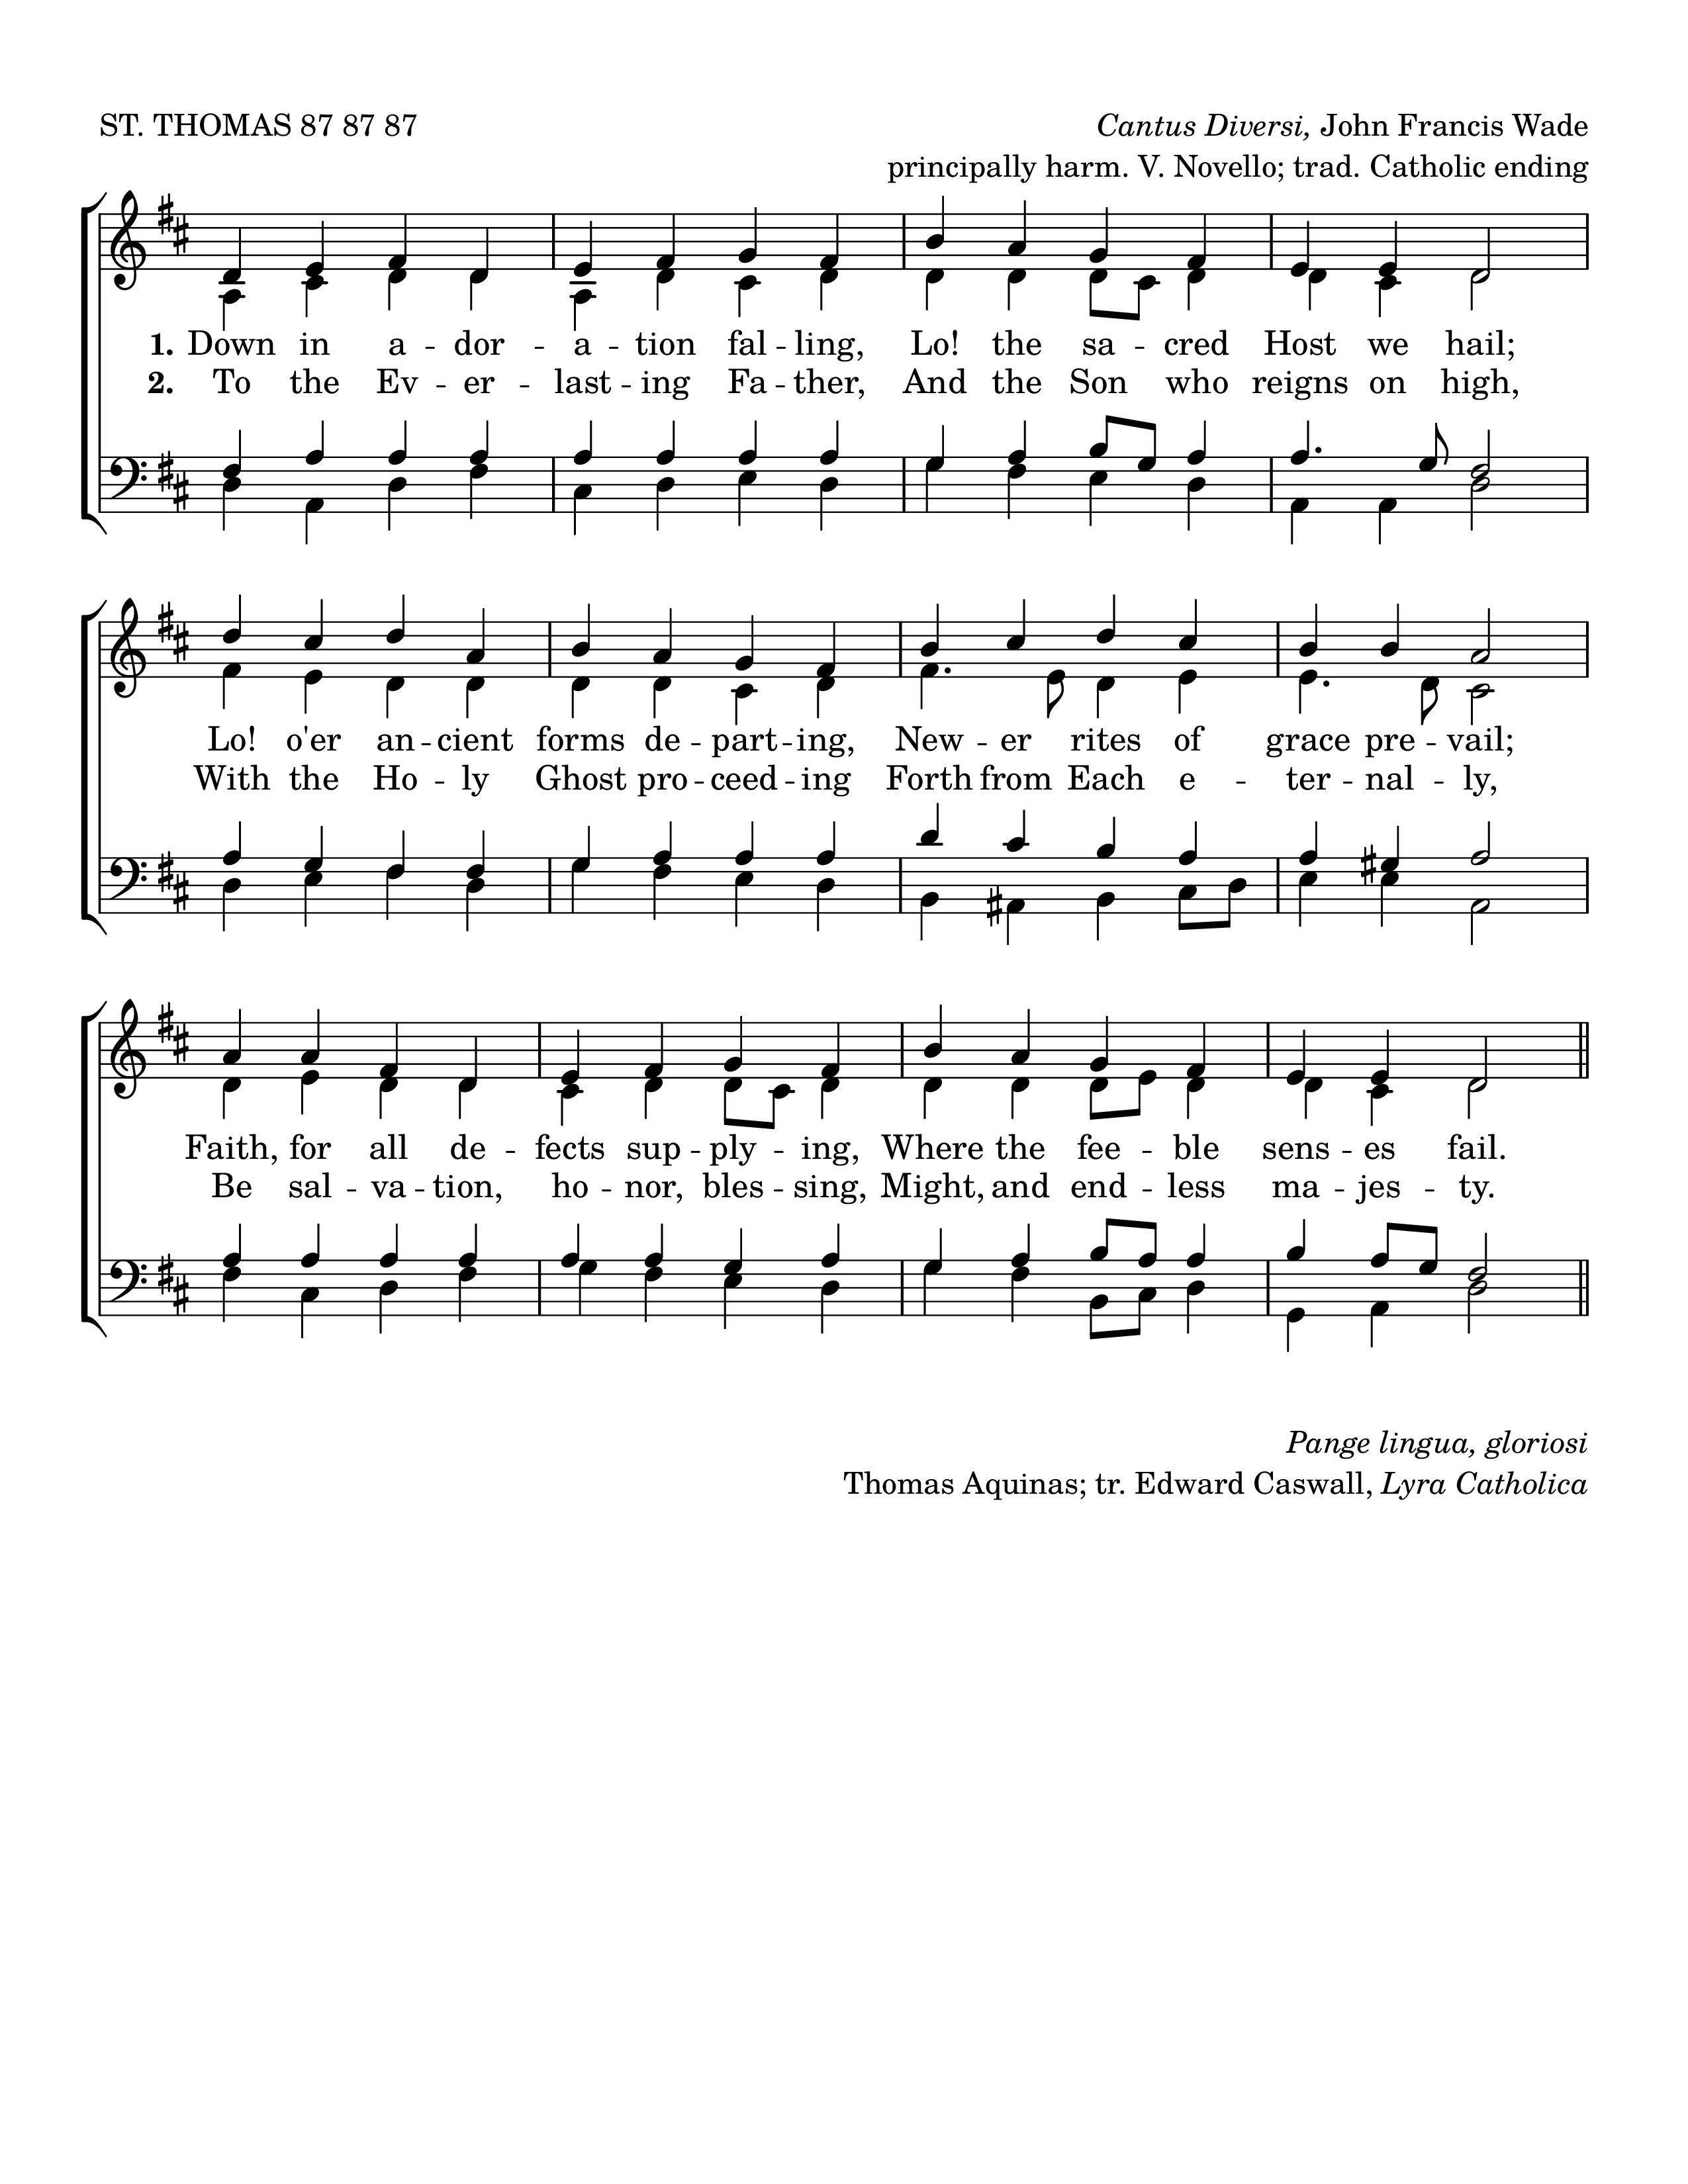 ST. THOMAS 87 87 87
Cantus Diversi, John Francis Wade
principally harm. V. Novello; trad. Catholic ending
1. Down in a -- dor -- a -- tion fal -- ling, Lo! the sa -- cred Host we hail;
2. To the Ev -- er -- last -- ing Fa -- ther, And the Son who reigns on high,
Lo! o'er an -- cient forms de -- part -- ing, New -- er rites of grace pre -- vail;
With the Ho -- ly Ghost pro -- ceed -- ing Forth from Each e -- ter -- nal -- ly,
Faith, for all de -- fects sup -- ply -- ing, Where the fee -- ble sens -- es fail.
Be sal -- va -- tion, ho -- nor, bles -- sing, Might, and end -- less ma -- jes -- ty.
Pange lingua, gloriosi
Thomas Aquinas; tr. Edward Caswall, Lyra Catholica